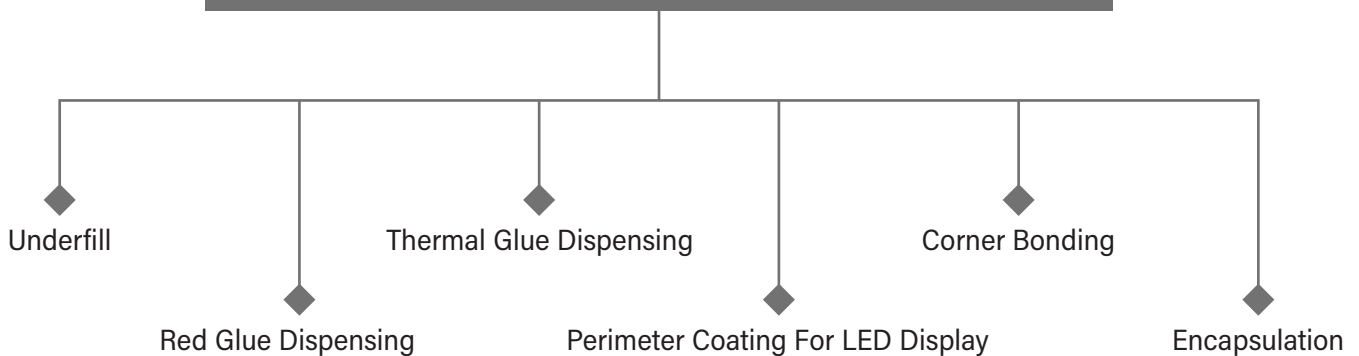 Underfill
Thermal Glue Dispensing
Corner Bonding
Red Glue Dispensing
Perimeter Coating For LED Display
Encapsulation